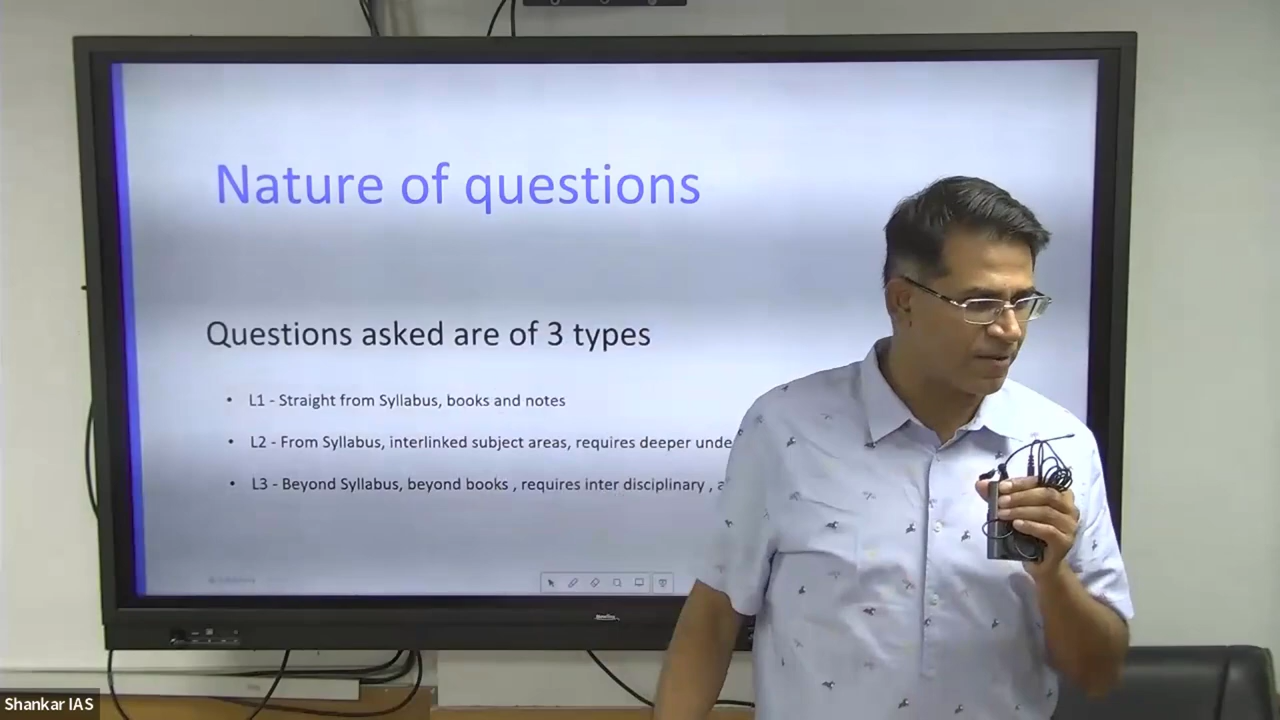 Nature of questions
Questions asked are of 3 types
• L1 - Straight from Syllabus, books and notes
• L2 - From Syllabus, interlinked subject areas, requires deeper
• L3 - Beyond Syllabus, beyond books , requires inter disciplinary ,
Shankar IAS